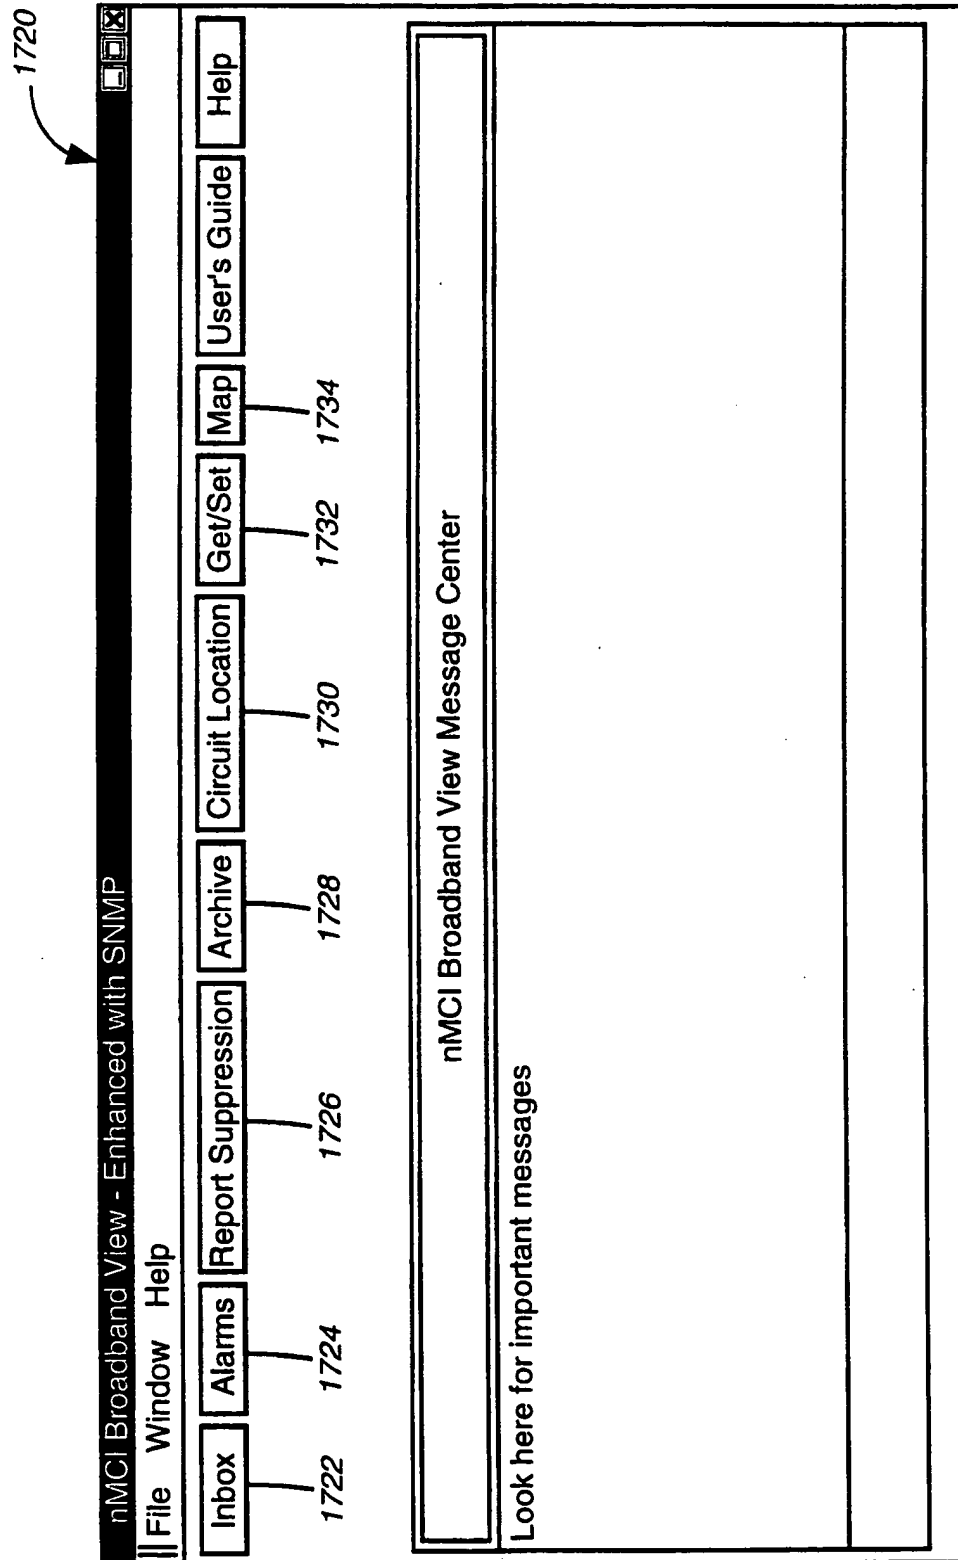 1720
nMCI Broadband View - Enhanced with SNMP
File Window Help
Inbox Alarms Report Suppression Archive Circuit Location Get/Set Map User's Guide Help
1722 1724 1726 1728 1730 1732 1734
nMCI Broadband View Message Center
Look here for important messages